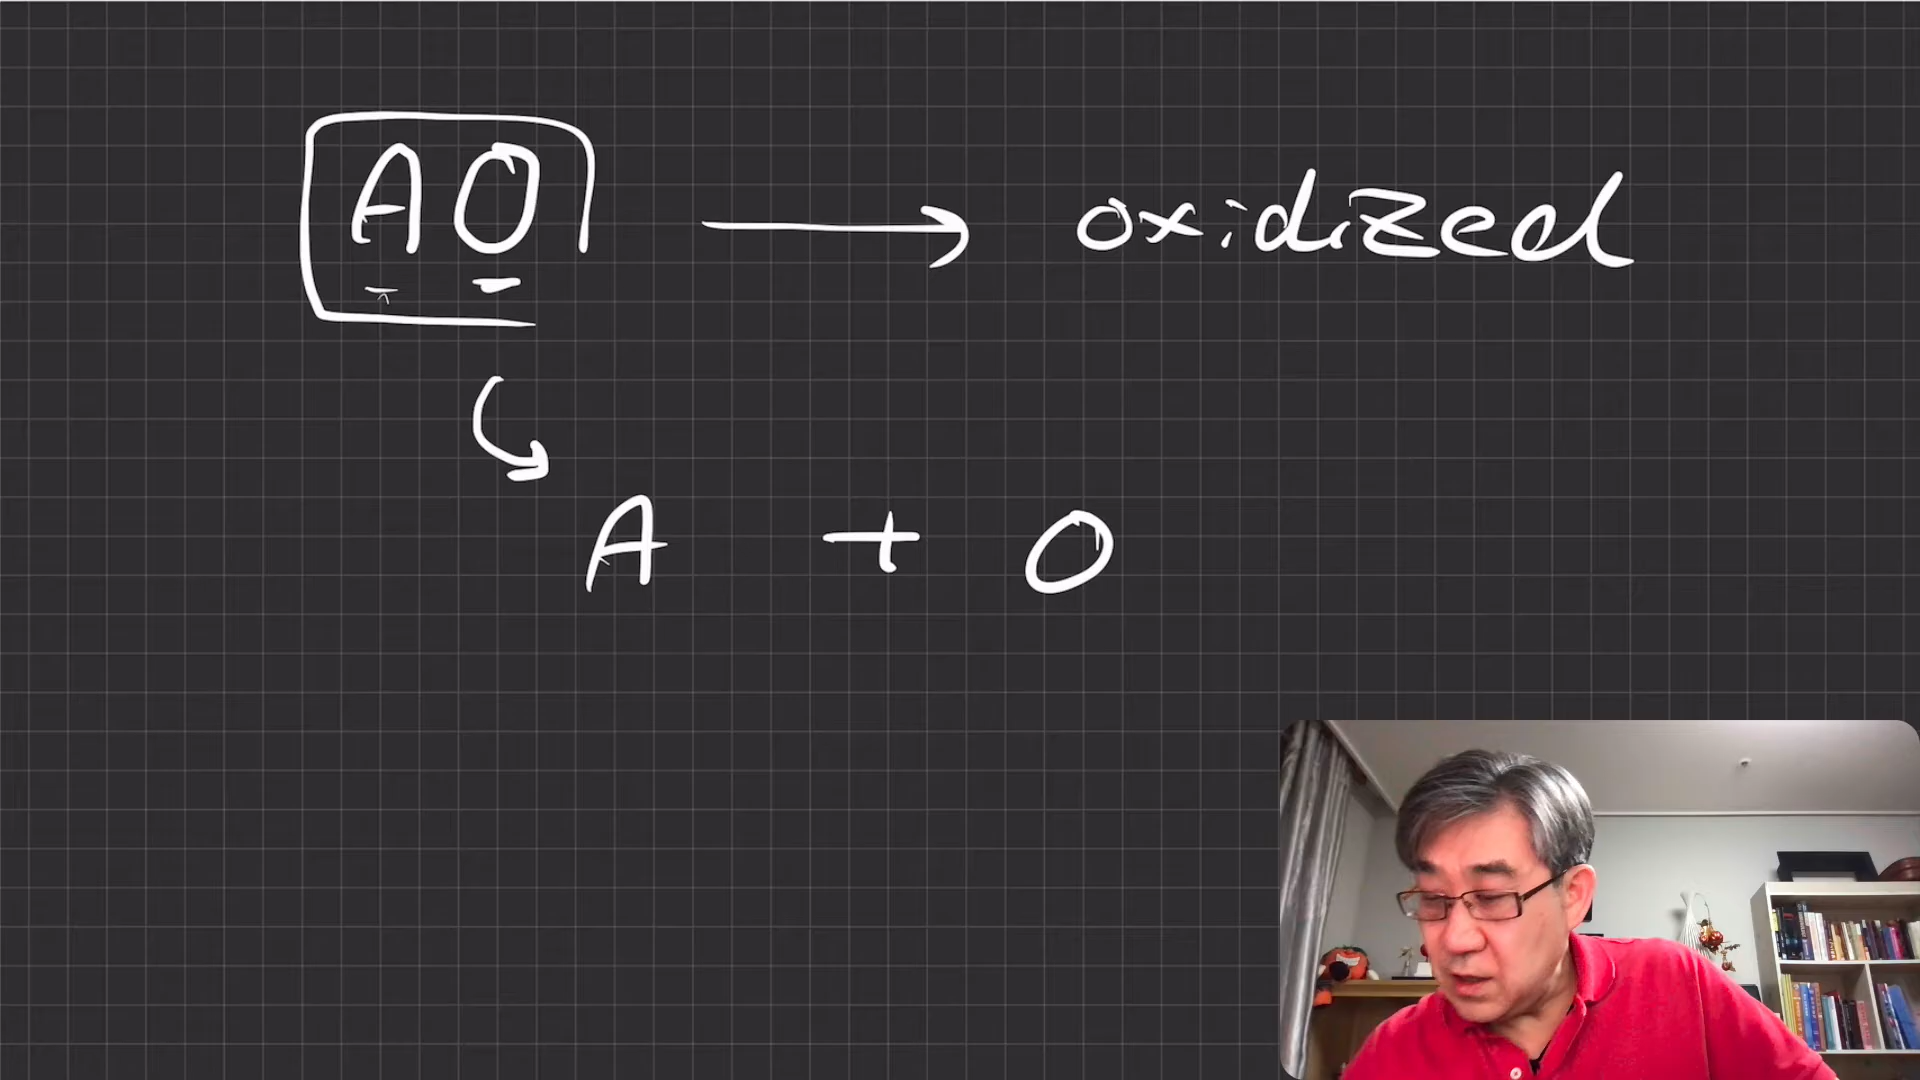 AO → oxidized
A + O